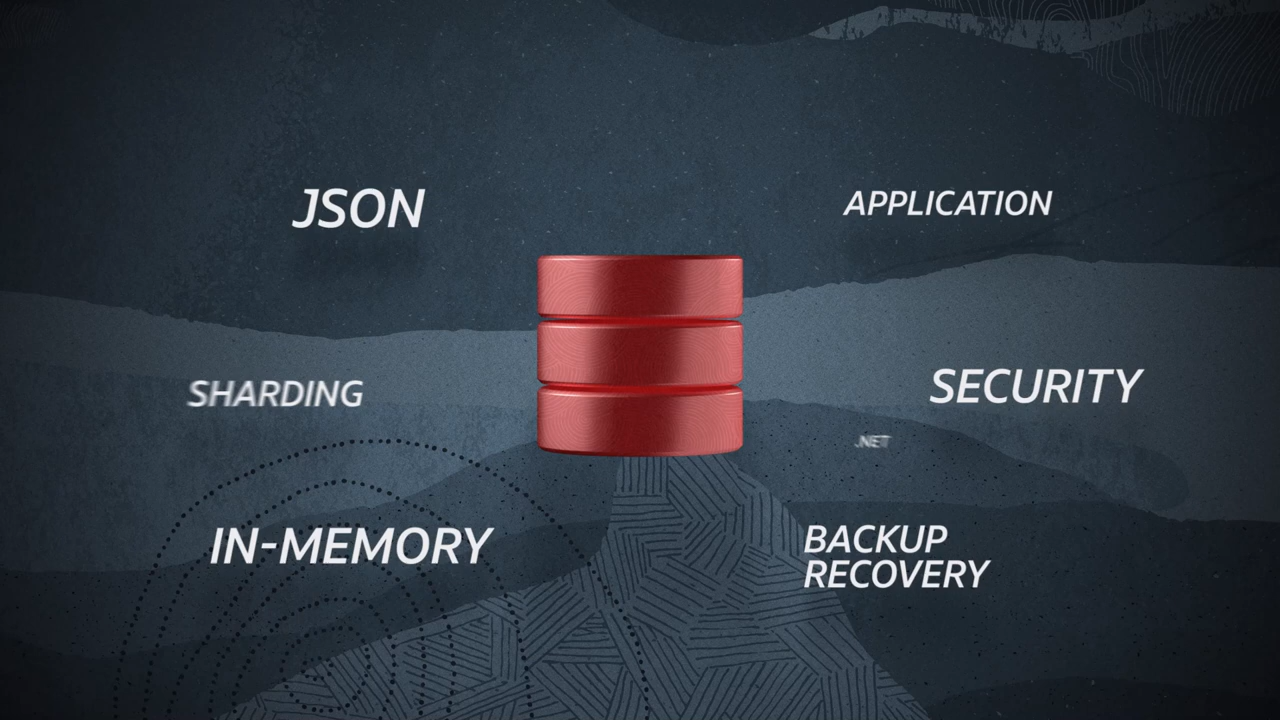 JSON
APPLICATION
SHARDING
SECURITY
.NET
IN-MEMORY
BACKUP
RECOVERY